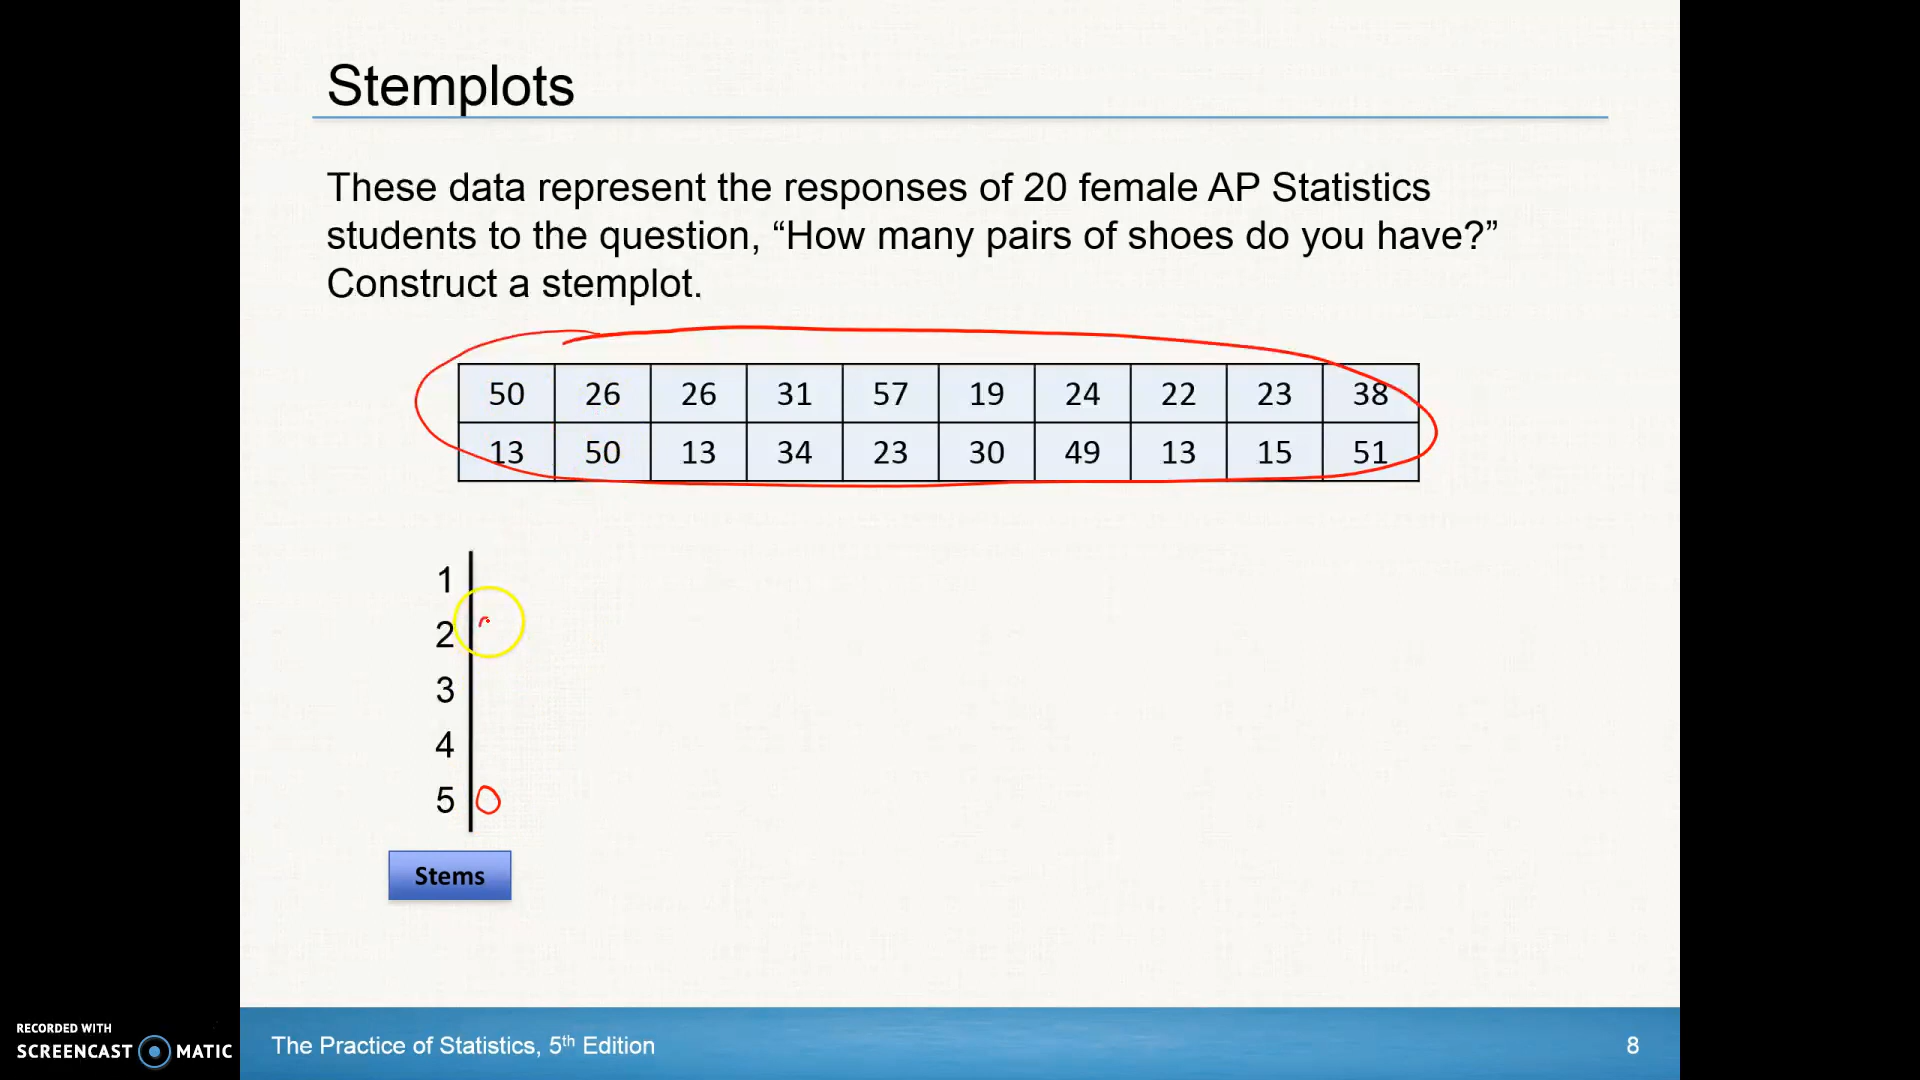 Stemplots
These data represent the responses of 20 female AP Statistics
students to the question, “How many pairs of shoes do you have?”
Construct a stemplot.
50 26 26 31 57 19 24 22 23 38
13 50 13 34 23 30 49 13 15 51
1
2
3
4
5 0
Stems
RECORDED WITH
SCREENCAST MATIC
The Practice of Statistics, 5th Edition
8